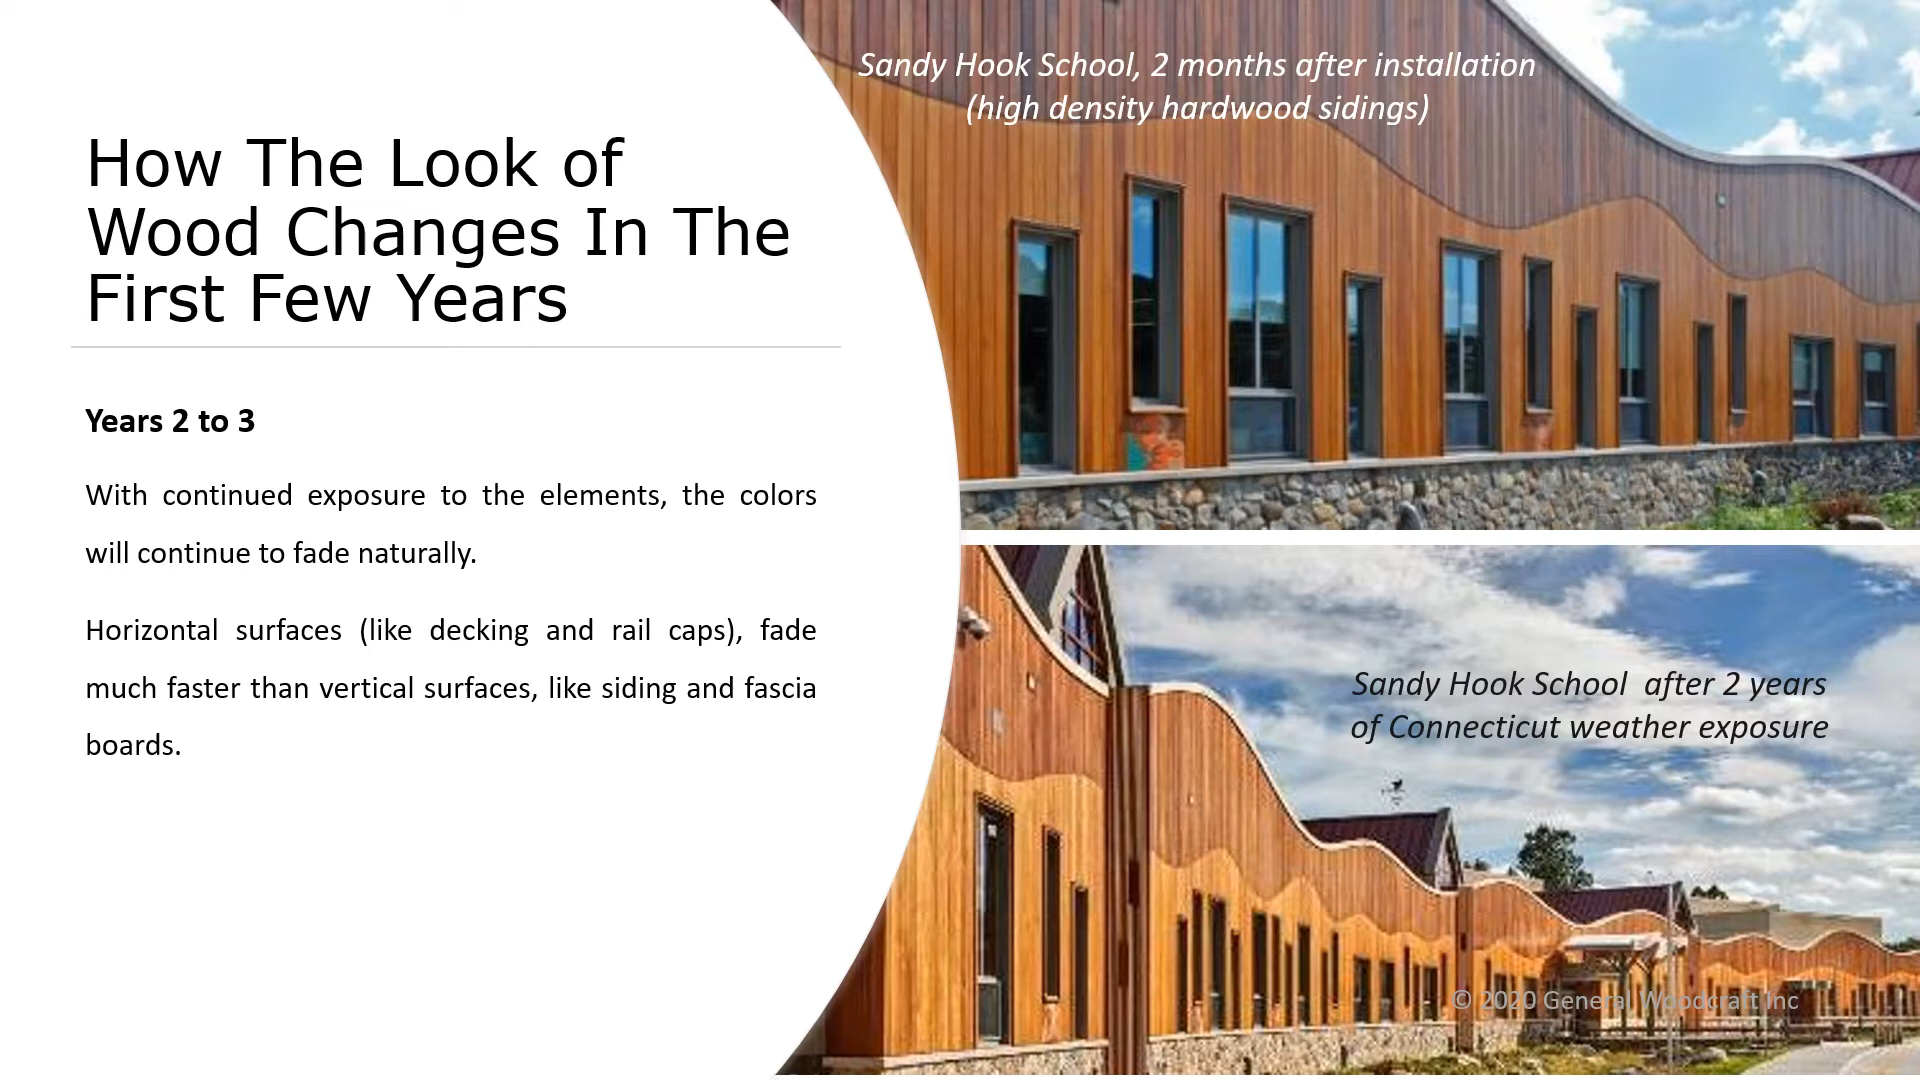 How The Look of
Wood Changes In The
First Few Years
Years 2 to 3
With continued exposure to the elements, the colors
will continue to fade naturally.
Horizontal surfaces (like decking and rail caps), fade
much faster than vertical surfaces, like siding and fascia
boards.
Sandy Hook School, 2 months after installation
(high density hardwood sidings)
Sandy Hook School  after 2 years
of Connecticut weather exposure
© 2020 General Woodcraft Inc